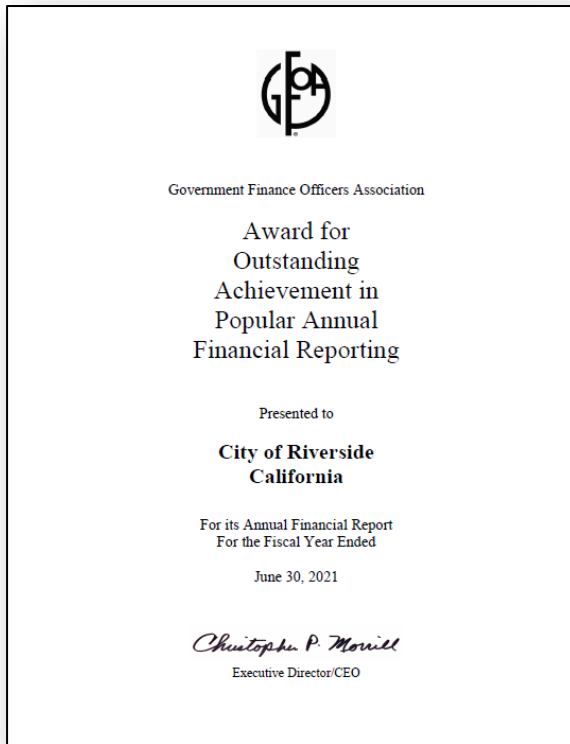 GFOA
Government Finance Officers Association
Award for
Outstanding
Achievement in
Popular Annual
Financial Reporting
Presented to
City of Riverside
California
For its Annual Financial Report
For the Fiscal Year Ended
June 30, 2021
Christopher P. Morrill
Executive Director/CEO